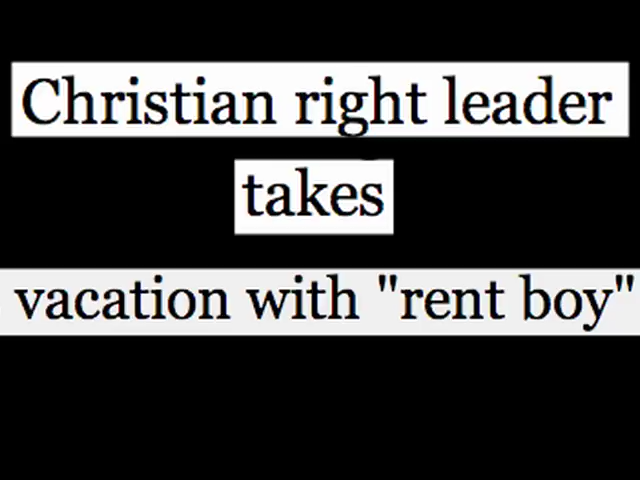 Christian right leader
takes
vacation with "rent boy"